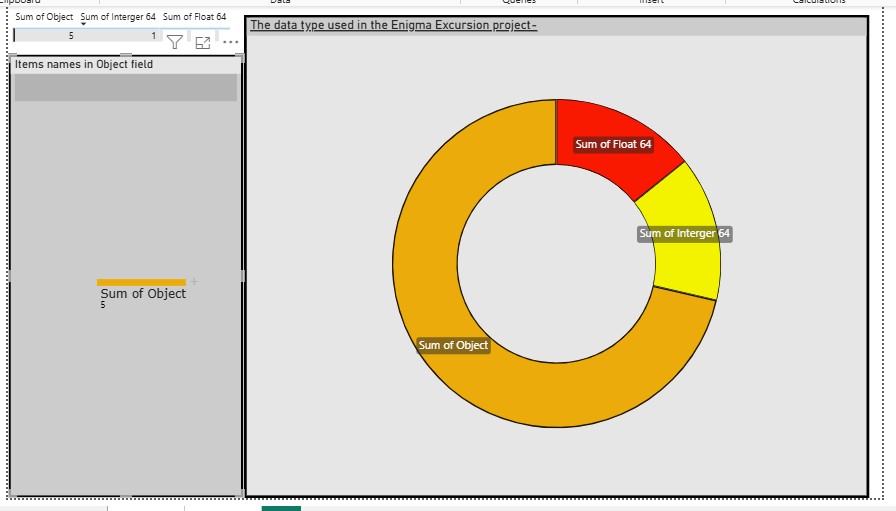 Data
Queries
Insert
Calculations
Sum of Object Sum of Interger 64 Sum of Float 64
5 1
The data type used in the Enigma Excursion project-
Items names in Object field
Sum of Float 64
Sum of Interger 64
Sum of Object
5
Sum of Object